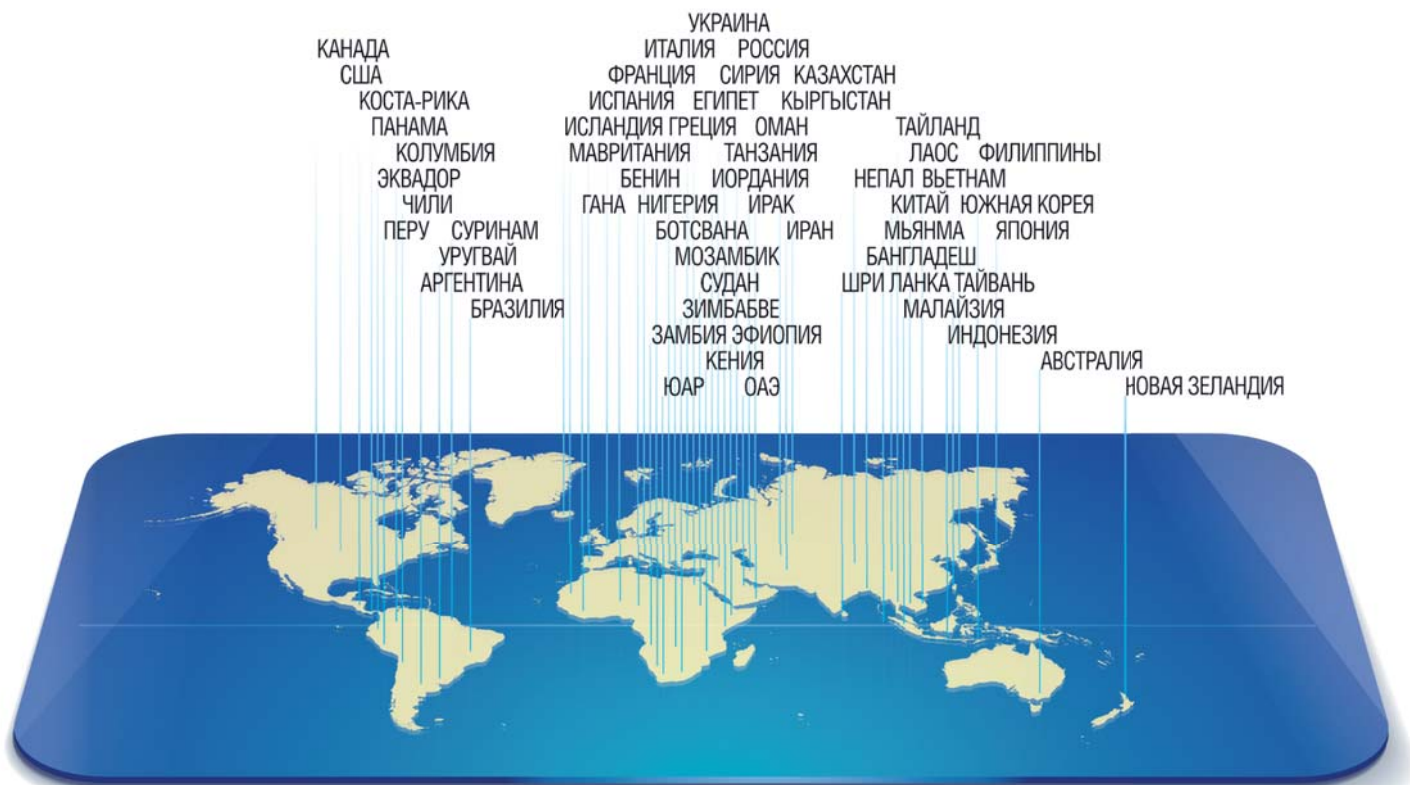 УКРАИНА
КАНАДА ИТАЛИЯ РОССИЯ
США ФРАНЦИЯ СИРИЯ КАЗАХСТАН
КОСТА-РИКА ИСПАНИЯ ЕГИПЕТ КЫРГЫСТАН
ПАНАМА ИСЛАНДИЯ ГРЕЦИЯ ОМАН ТАЙЛАНД
КОЛУМБИЯ МАВРИТАНИЯ ТАНЗАНИЯ ЛАОС ФИЛИППИНЫ
ЭКВАДОР БЕНИН ИОРДАНИЯ НЕПАЛ ВЬЕТНАМ
ЧИЛИ ГАНА НИГЕРИЯ ИРАК КИТАЙ ЮЖНАЯ КОРЕЯ
ПЕРУ СУРИНАМ БОТСВАНА ИРАН МЬЯНМА ЯПОНИЯ
УРУГВАЙ МОЗАМБИК БАНГЛАДЕШ
АРГЕНТИНА СУДАН ШРИ ЛАНКА ТАЙВАНЬ
БРАЗИЛИЯ ЗИМБАБВЕ МАЛАЙЗИЯ
ЗАМБИЯ ЭФИОПИЯ ИНДОНЕЗИЯ
КЕНИЯ АВСТРАЛИЯ
ЮАР ОАЭ НОВАЯ ЗЕЛАНДИЯ